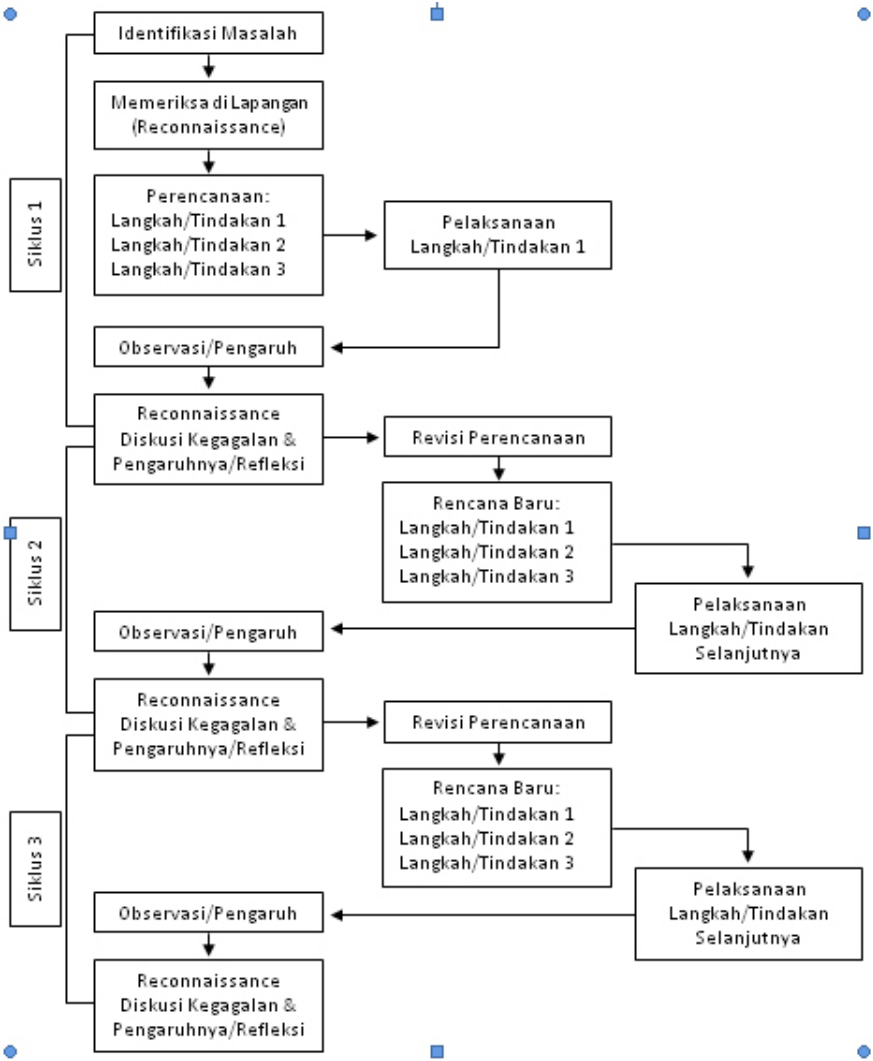 Identifikasi Masalah
Memeriksa di Lapangan
(Reconnaissance)
Siklus 1
Perencanaan:
Langkah/Tindakan 1
Langkah/Tindakan 2
Langkah/Tindakan 3
Pelaksanaan
Langkah/Tindakan 1
Observasi/Pengaruh
Reconnaissance
Diskusi Kegagalan &
Pengaruhnya/Refleksi
Revisi Perencanaan
Siklus 2
Rencana Baru:
Langkah/Tindakan 1
Langkah/Tindakan 2
Langkah/Tindakan 3
Pelaksanaan
Langkah/Tindakan
Selanjutnya
Observasi/Pengaruh
Reconnaissance
Diskusi Kegagalan &
Pengaruhnya/Refleksi
Revisi Perencanaan
Siklus 3
Rencana Baru:
Langkah/Tindakan 1
Langkah/Tindakan 2
Langkah/Tindakan 3
Pelaksanaan
Langkah/Tindakan
Selanjutnya
Observasi/Pengaruh
Reconnaissance
Diskusi Kegagalan &
Pengaruhnya/Refleksi